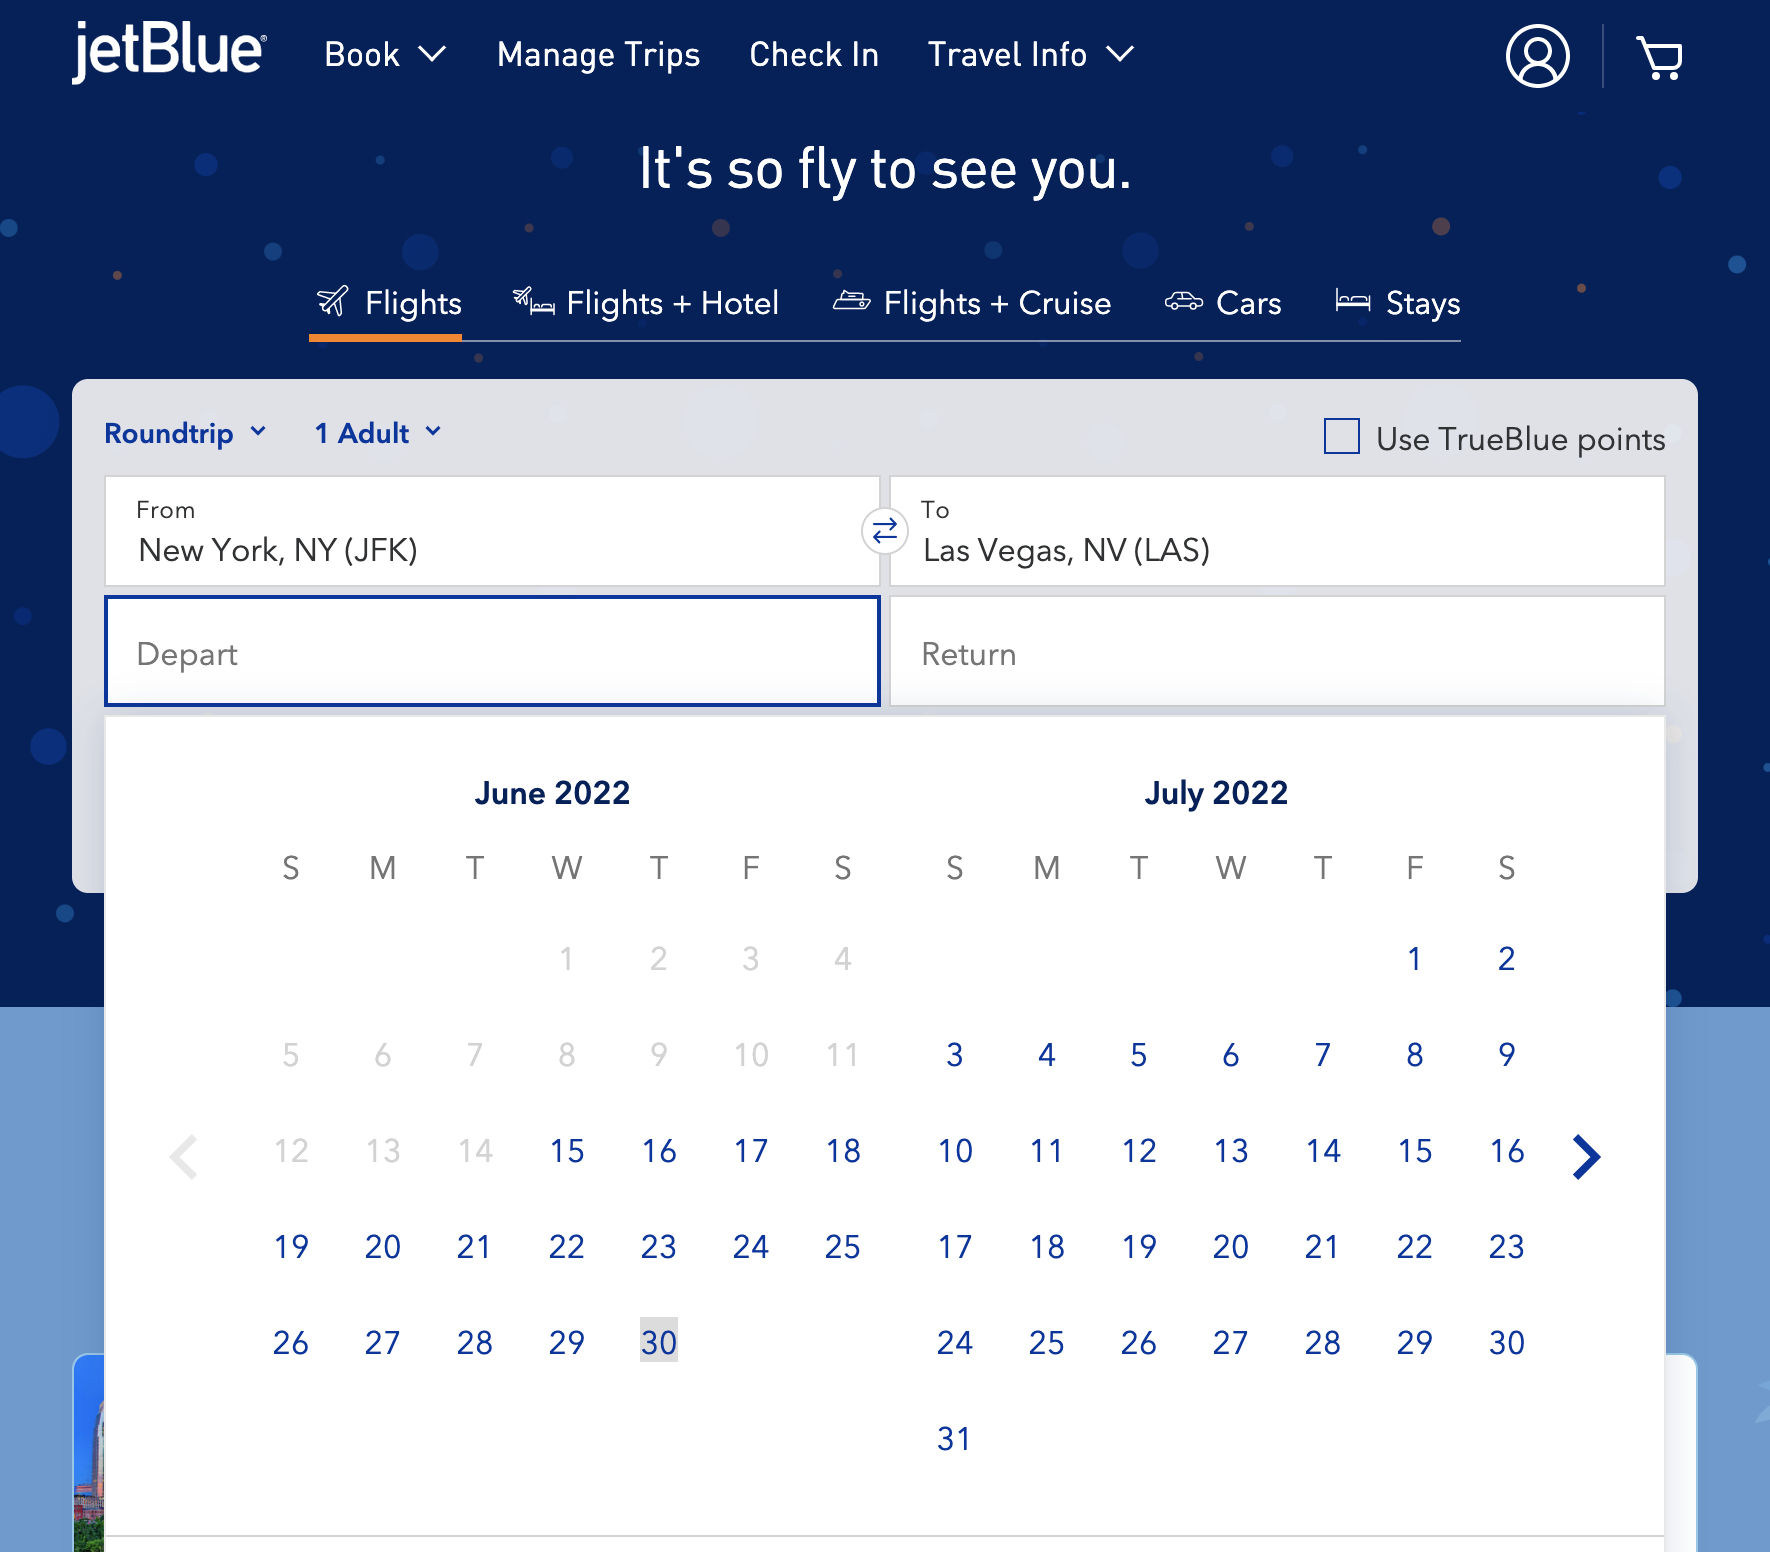 jetBlue®
Book
Manage Trips
Check In
Travel Info
It's so fly to see you.
Flights
Flights + Hotel
Flights + Cruise
Cars
Stays
Roundtrip
1 Adult
Use TrueBlue points
From
New York, NY (JFK)
To
Las Vegas, NV (LAS)
Depart
Return
June 2022
S M T W T F S
1 2 3 4
5 6 7 8 9 10 11
12 13 14 15 16 17 18
19 20 21 22 23 24 25
26 27 28 29 30
July 2022
S M T W T F S
1 2
3 4 5 6 7 8 9
10 11 12 13 14 15 16
17 18 19 20 21 22 23
24 25 26 27 28 29 30
31